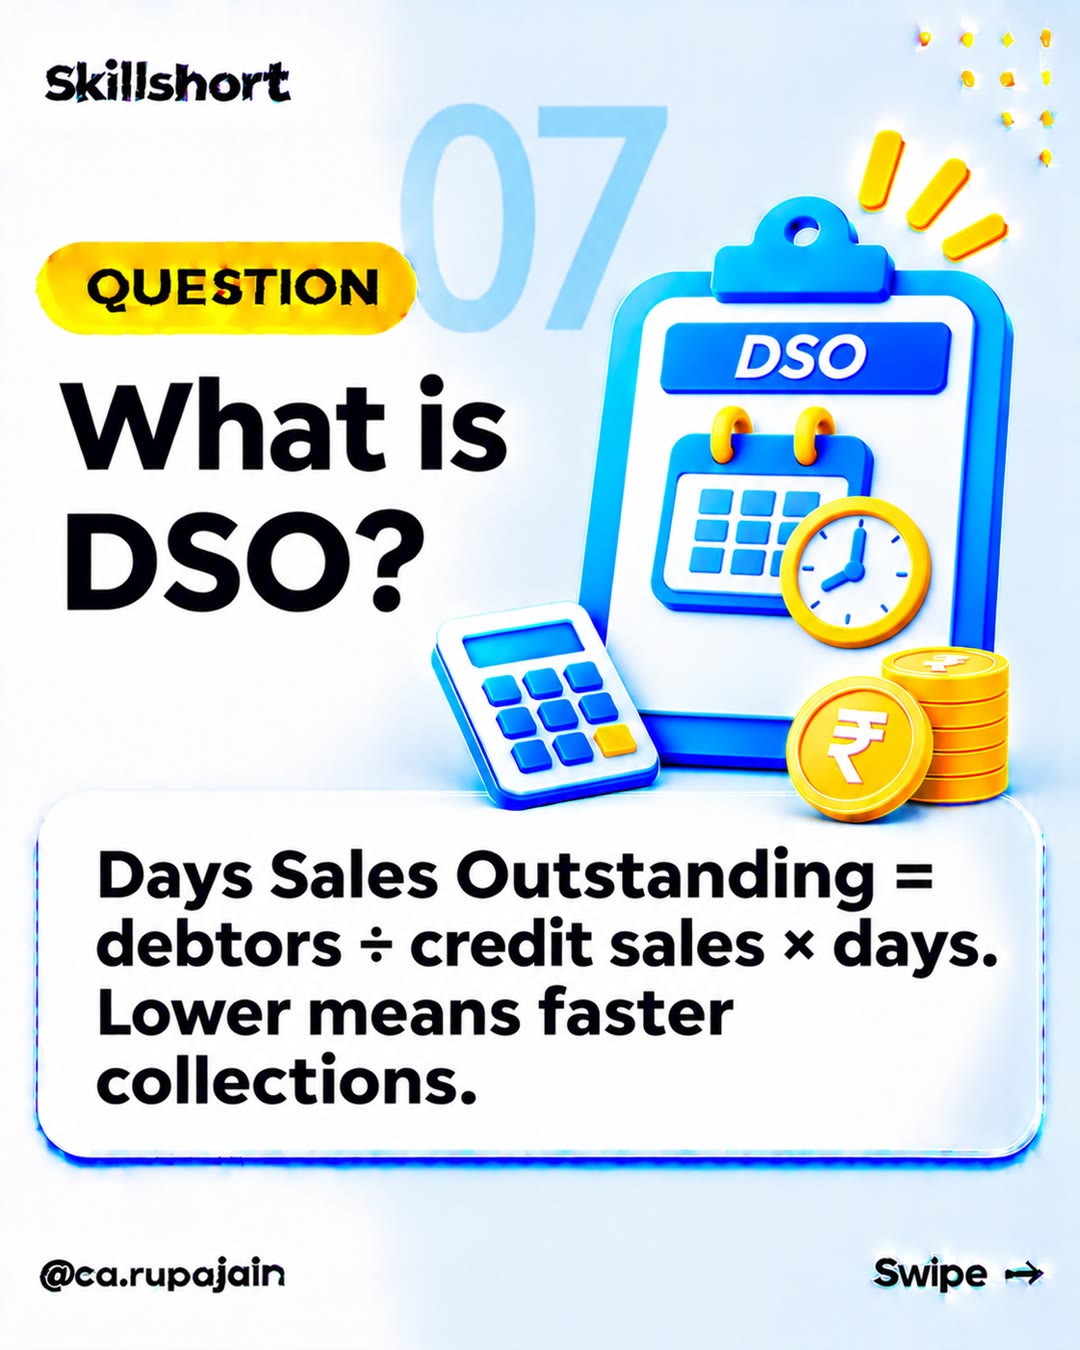 Skillshort
07
QUESTION
What is
DSO?
DSO
₹
₹
Days Sales Outstanding =
debtors ÷ credit sales × days.
Lower means faster
collections.
@ca.rupajain
Swipe →